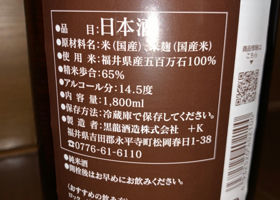 ●品　　目：日本酒
●原材料名：米（国産）、米麹（国産米）
●使 用 米：福井県産五百万石100%
●精米歩合：65%
●アルコール分：14.5度
●内 容 量：1,800㎖
●保存方法：冷蔵庫で保存してください。
●製 造 者：黒龍酒造株式会社　+K
福井県吉田郡永平寺町松岡春日1-38
☎0776-61-6110
●純米酒
●開栓後はお早めにお飲みください。